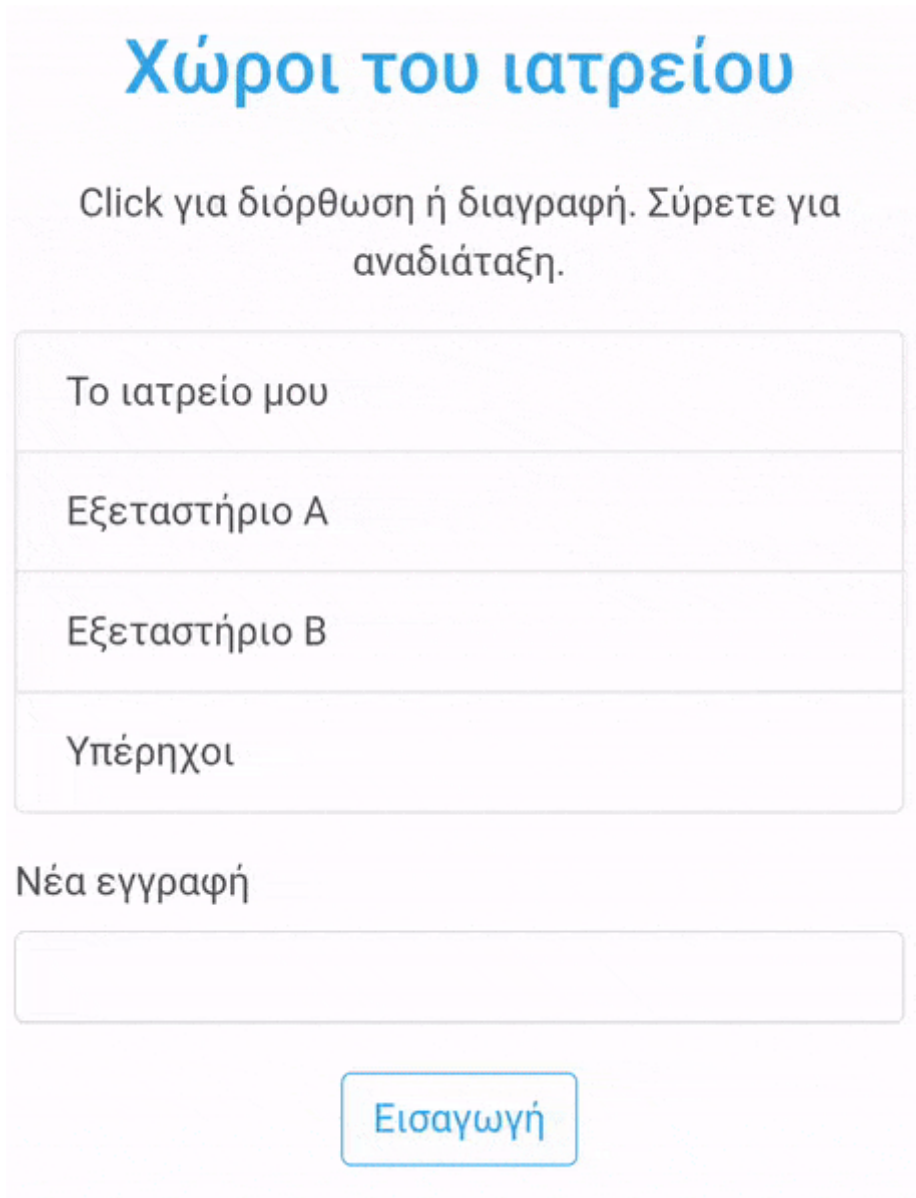 Χώροι του ιατρείου
Click για διόρθωση ή διαγραφή. Σύρετε για
αναδιάταξη.
Το ιατρείο μου
Εξεταστήριο Α
Εξεταστήριο Β
Υπέρηχοι
Νέα εγγραφή
Εισαγωγή